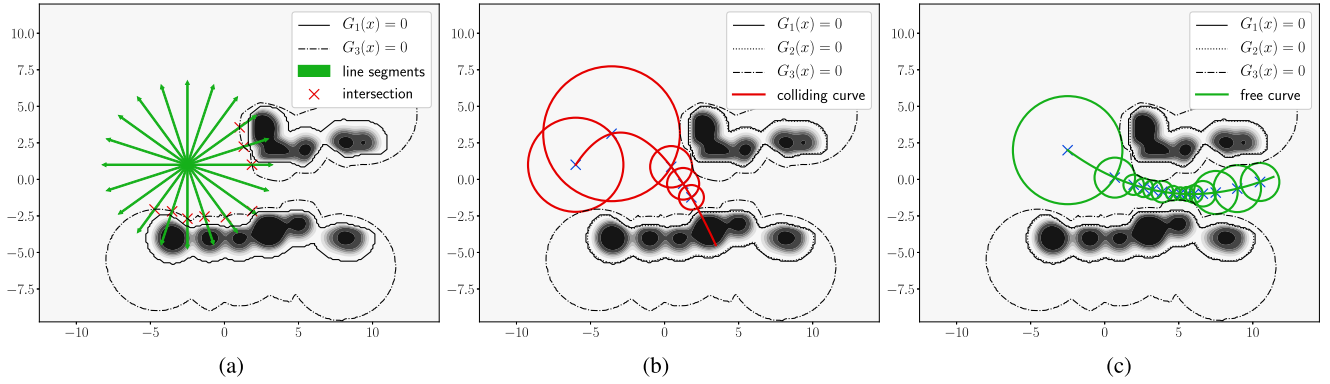 12.5
10.0
7.5
5.0
2.5
0.0
−2.5
−5.0
−7.5
−10
−5
0
5
10
G₁(x) = 0
G₃(x) = 0
line segments
intersection
(a)
10.0
7.5
5.0
2.5
0.0
−2.5
−5.0
−7.5
−10
−5
0
5
10
G₁(x) = 0
G₂(x) = 0
G₃(x) = 0
colliding curve
(b)
10.0
7.5
5.0
2.5
0.0
−2.5
−5.0
−7.5
−10
−5
0
5
10
G₁(x) = 0
G₂(x) = 0
G₃(x) = 0
free curve
(c)